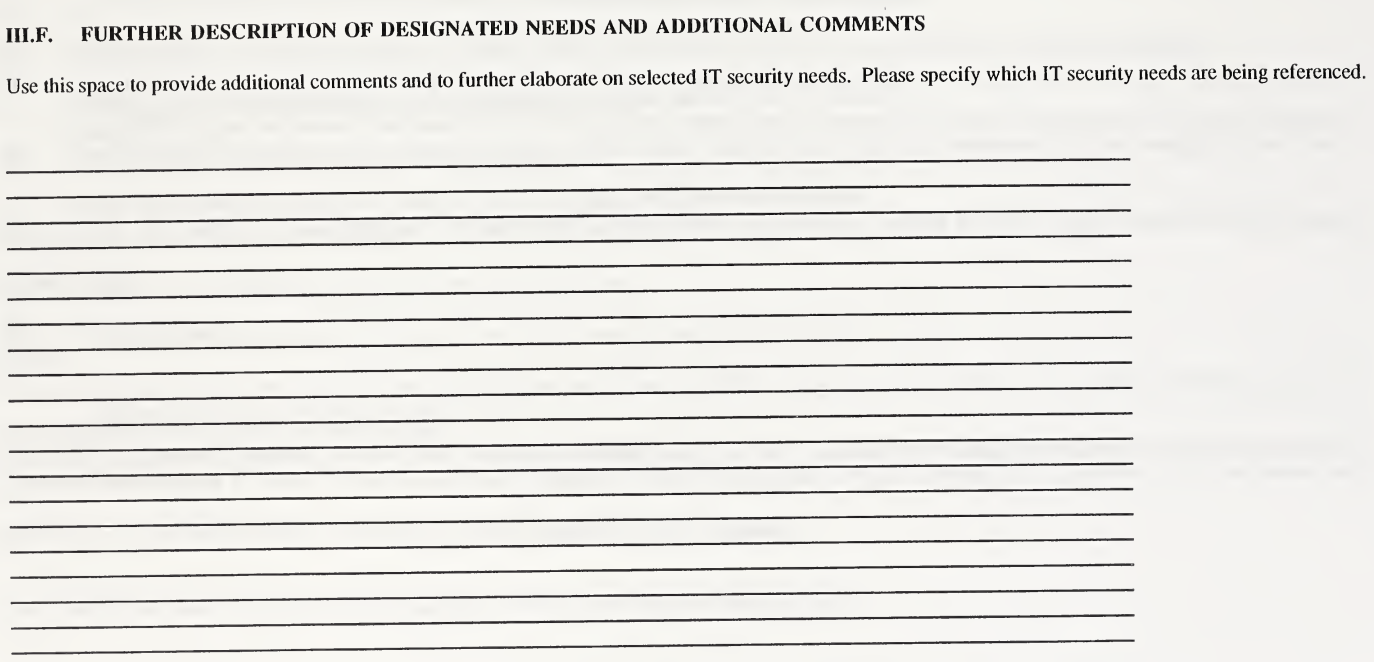 III.F. FURTHER DESCRIPTION OF DESIGNATED NEEDS AND ADDITIONAL COMMENTS
Use this space to provide additional comments and to further elaborate on selected IT security needs. Please specify which IT security needs are being referenced.